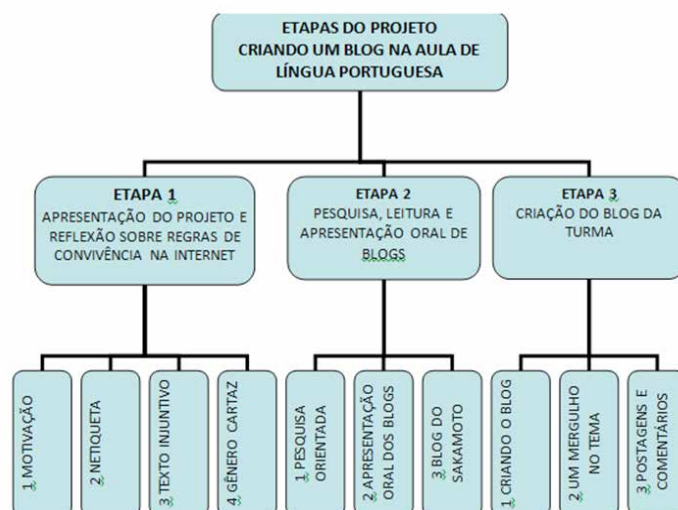 ETAPAS DO PROJETO
CRIANDO UM BLOG NA AULA DE
LÍNGUA PORTUGUESA
ETAPA 1
APRESENTAÇÃO DO PROJETO E
REFLEXÃO SOBRE REGRAS DE
CONVIVÊNCIA NA INTERNET
ETAPA 2
PESQUISA, LEITURA E
APRESENTAÇÃO ORAL DE
BLOGS
ETAPA 3
CRIAÇÃO DO BLOG DA
TURMA
1 MOTIVAÇÃO
2 NETIQUETA
3 TEXTO INJUNTIVO
4 GÊNERO CARTAZ
1 PESQUISA
ORIENTADA
2 APRESENTAÇÃO
ORAL DOS BLOGS
3 BLOG DO
SAKAMOTO
1 CRIANDO O BLOG
2 UM MERGULHO
NO TEMA
3 POSTAGENS E
COMENTÁRIOS